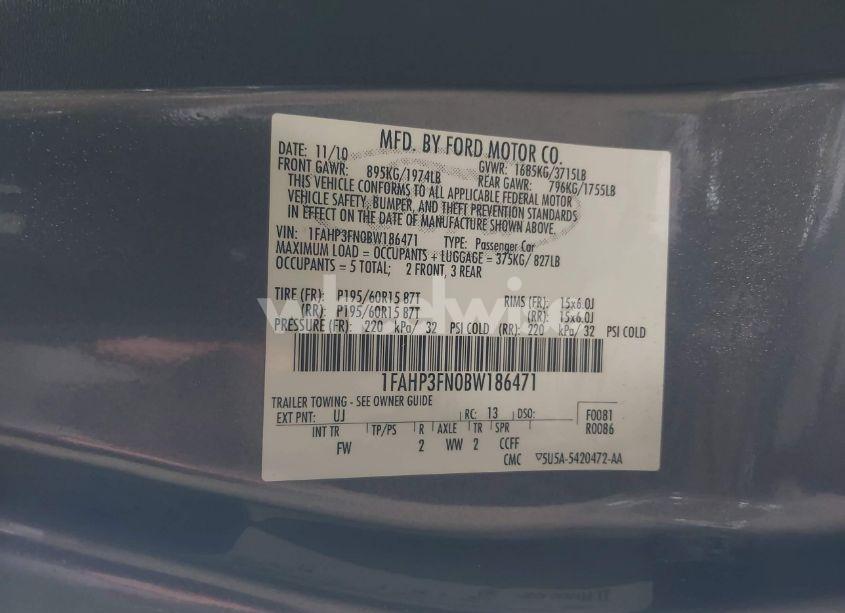 MFD. BY FORD MOTOR CO.
DATE: 11/10 GVWR: 1685KG/3715LB
FRONT GAWR: 895KG/1974LB REAR GAWR: 796KG/1755LB
THIS VEHICLE CONFORMS TO ALL APPLICABLE FEDERAL MOTOR
VEHICLE SAFETY, BUMPER, AND THEFT PREVENTION STANDARDS
IN EFFECT ON THE DATE OF MANUFACTURE SHOWN ABOVE.
VIN: 1FAHP3FN0BW186471 TYPE: Passenger Car
MAXIMUM LOAD = OCCUPANTS + LUGGAGE = 375KG/ 827LB
OCCUPANTS = 5 TOTAL; 2 FRONT, 3 REAR
TIRE (FR): P195/60R15 87T RIMS (FR): 15x6.0J
(RR): P195/60R15 87T (RR): 15x6.0J
PRESSURE (FR): 220 kPa/ 32 PSI COLD (RR): 220 kPa/ 32 PSI COLD
1FAHP3FN0BW186471
TRAILER TOWING - SEE OWNER GUIDE
EXT PNT: UJ RC: 13 DSO: F0081
R0086
INT TR TP/PS R AXLE TR SPR
FW 2 WW 2 CCFF
CMC ▽5U5A-5420472-AA